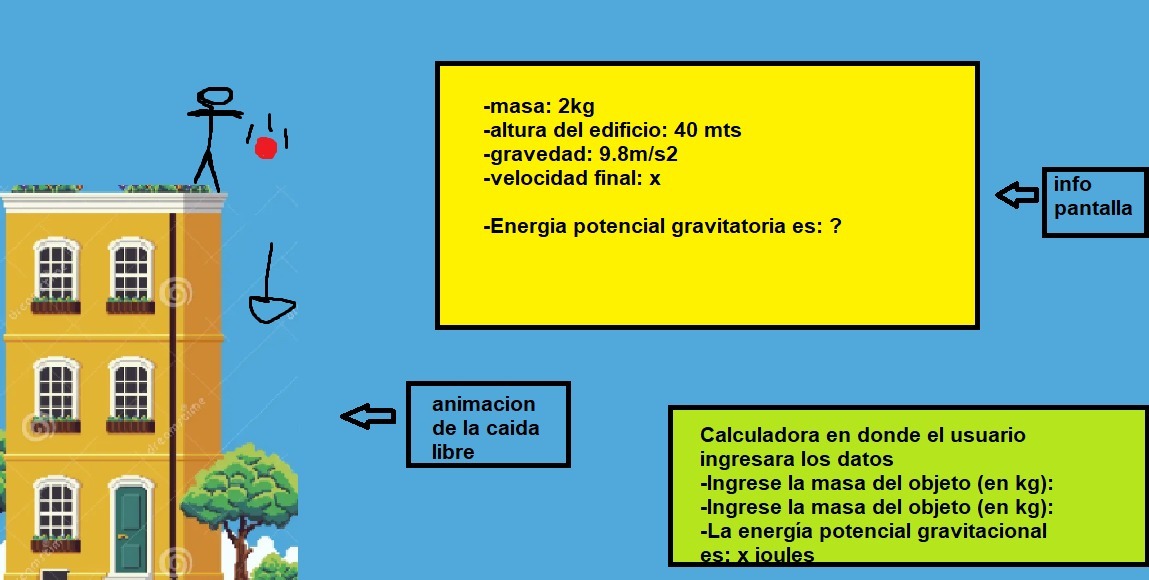 -masa: 2kg
-altura del edificio: 40 mts
-gravedad: 9.8m/s2
-velocidad final: x
-Energia potencial gravitatoria es: ?
info
pantalla
animacion
de la caida
libre
Calculadora en donde el usuario
ingresara los datos
-Ingrese la masa del objeto (en kg):
-Ingrese la masa del objeto (en kg):
-La energía potencial gravitacional
es: x joules
dreamstime